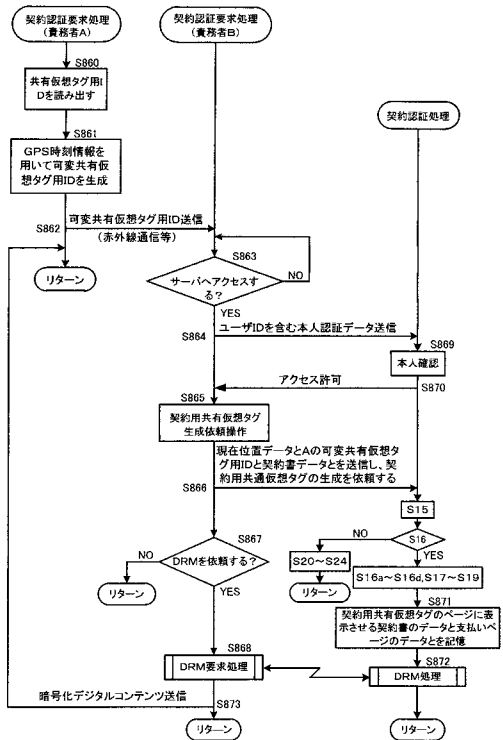 契約認証要求処理
(責務者A)
契約認証要求処理
(責務者B)
S860
共有仮想タグ用I
Dを読み出す
契約認証処理
S861
GPS時刻情報を
用いて可変共有仮
想タグ用IDを生成
S862
可変共有仮想タグ用ID送信
(赤外線通信等)
S863
リターン
サーバへアクセスす
る?
NO
YES
S864
ユーザIDを含む本人認証データ送信
S869
本人確認
アクセス許可
S870
S865
契約用共有仮想タグ
生成依頼操作
現在位置データとAの可変共有仮想タ
グ用IDと契約書データとを送信し、契
約用共通仮想タグの生成を依頼する
S866
S15
S867
NO
S16
NO
DRMを依頼する?
S20~S24
YES
S16a~S16d,S17~S19
リターン
YES
リターン
S871
契約用共有仮想タグのページに表
示させる契約書のデータと支払いペ
ージのデータとを記憶
S868
DRM要求処理
S872
DRM処理
暗号化デジタルコンテンツ送信
S873
リターン
リターン